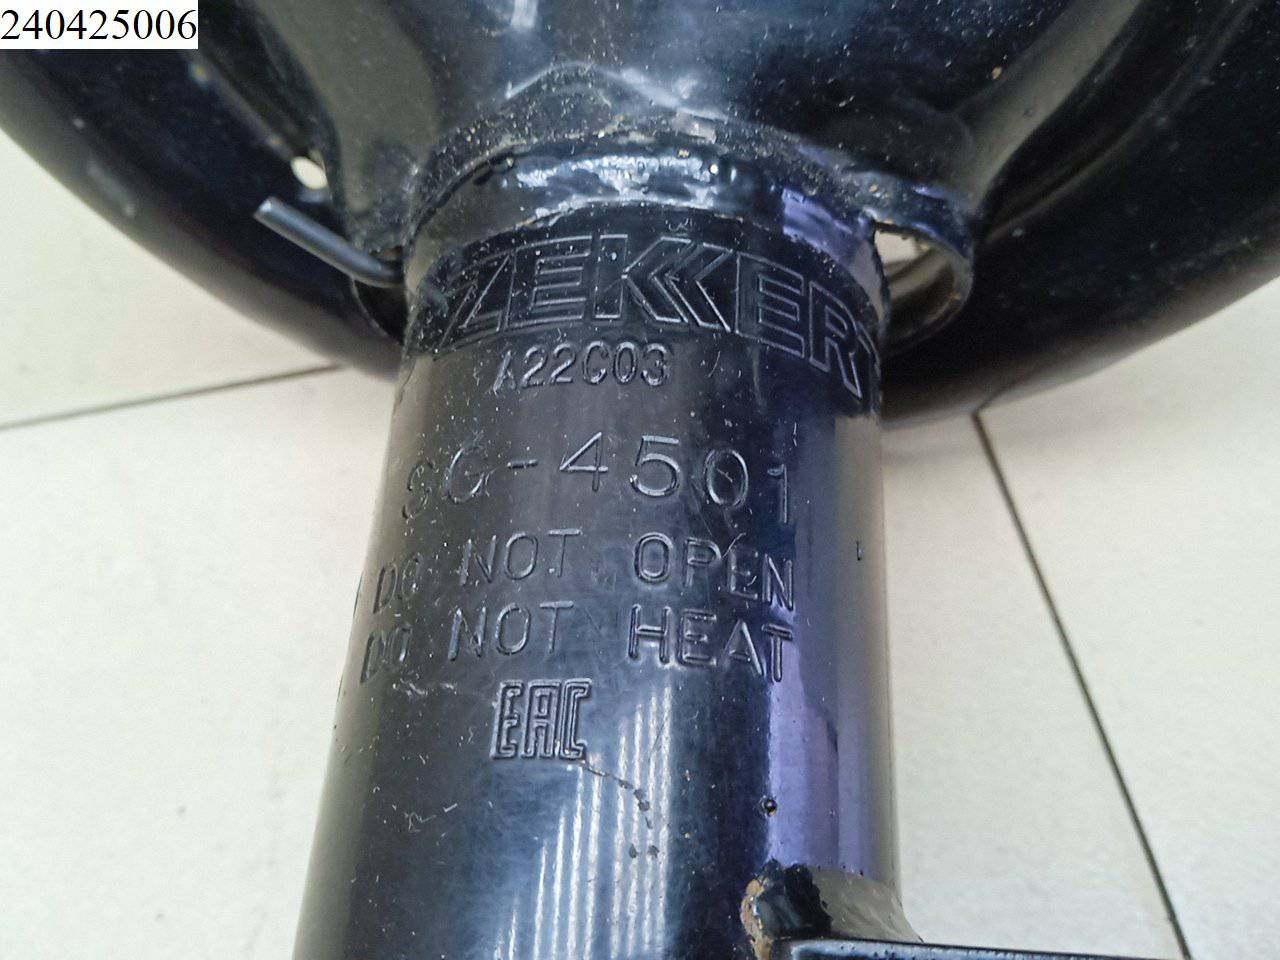 240425006
ZEKKERT
A22C03
SG-4501
DO NOT OPEN
DO NOT HEAT
EAC